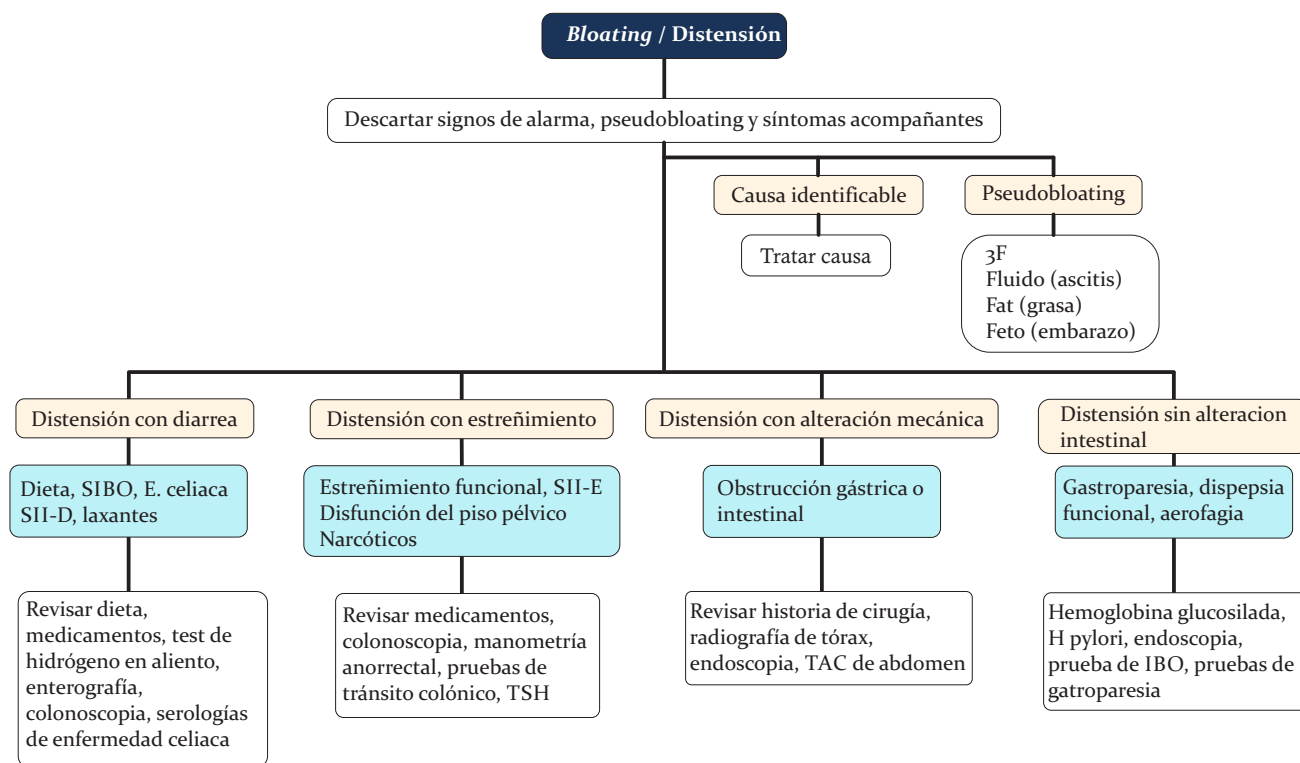 Bloating / Distensión
Descartar signos de alarma, pseudobloating y síntomas acompañantes
Causa identificable
Pseudobloating
Tratar causa
3F
Fluido (ascitis)
Fat (grasa)
Feto (embarazo)
Distensión con diarrea
Distensión con estreñimiento
Distensión con alteración mecánica
Distensión sin alteracion
intestinal
Dieta, SIBO, E. celiaca
SII-D, laxantes
Estreñimiento funcional, SII-E
Disfunción del piso pélvico
Narcóticos
Obstrucción gástrica o
intestinal
Gastroparesia, dispepsia
funcional, aerofagia
Revisar dieta,
medicamentos, test de
hidrógeno en aliento,
enterografía,
colonoscopia, serologías
de enfermedad celiaca
Revisar medicamentos,
colonoscopia, manometría
anorrectal, pruebas de
tránsito colónico, TSH
Revisar historia de cirugía,
radiografía de tórax,
endoscopia, TAC de abdomen
Hemoglobina glucosilada,
H pylori, endoscopia,
prueba de IBO, pruebas de
gatroparesia